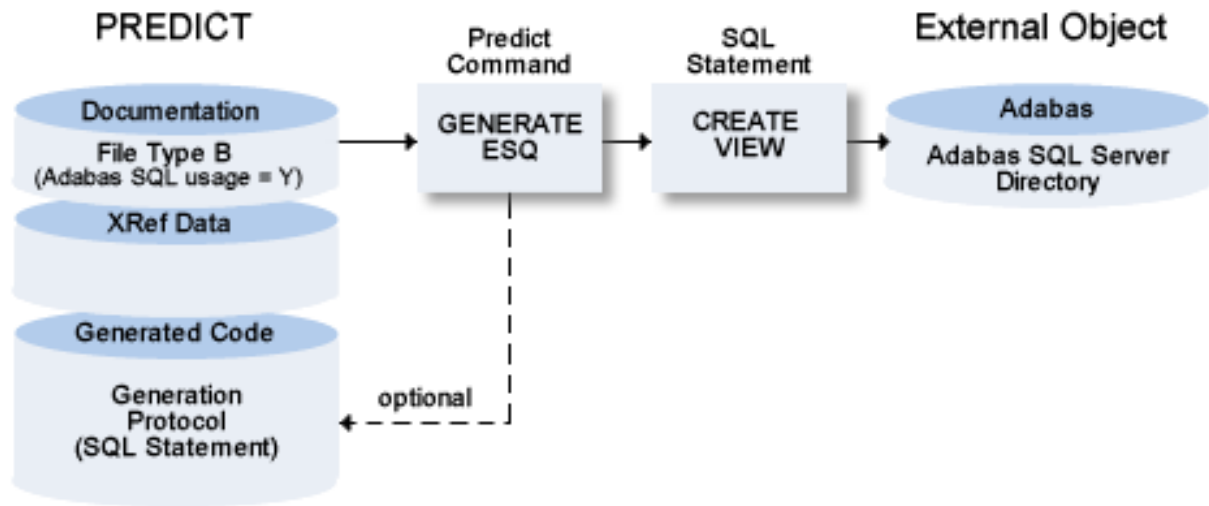 PREDICT
External Object
Predict
Command
SQL
Statement
Documentation
File Type B
(Adabas SQL usage = Y)
GENERATE
ESQ
CREATE
VIEW
Adabas
Adabas SQL Server
Directory
XRef Data
Generated Code
Generation
Protocol
(SQL Statement)
optional